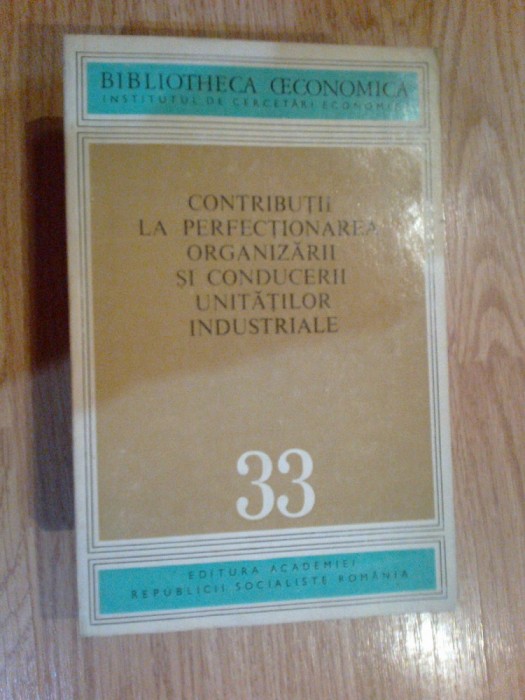 BIBLIOTHECA ŒCONOMICA
INSTITUTUL DE CERCETĂRI ECONOMICE
CONTRIBUȚII
LA PERFECȚIONAREA
ORGANIZĂRII
ȘI CONDUCERII
UNITĂȚILOR
INDUSTRIALE
33
EDITURA ACADEMIEI
REPUBLICII SOCIALISTE ROMÂNIA